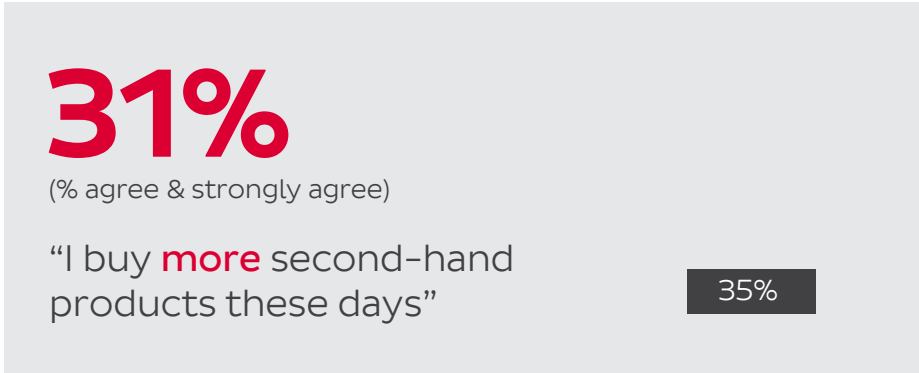 31%
(% agree & strongly agree)
“I buy more second-hand
products these days”
35%